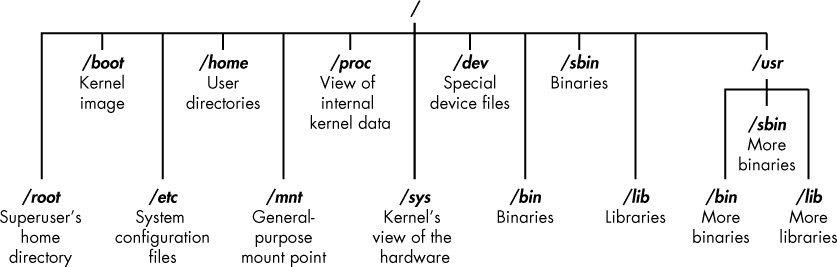 /
/boot
Kernel
image
/home
User
directories
/proc
View of
internal
kernel data
/dev
Special
device files
/sbin
Binaries
/usr
/sbin
More
binaries
/root
Superuser's
home
directory
/etc
System
configuration
files
/mnt
General-
purpose
mount point
/sys
Kernel's
view of the
hardware
/bin
Binaries
/lib
Libraries
/bin
More
binaries
/lib
More
libraries